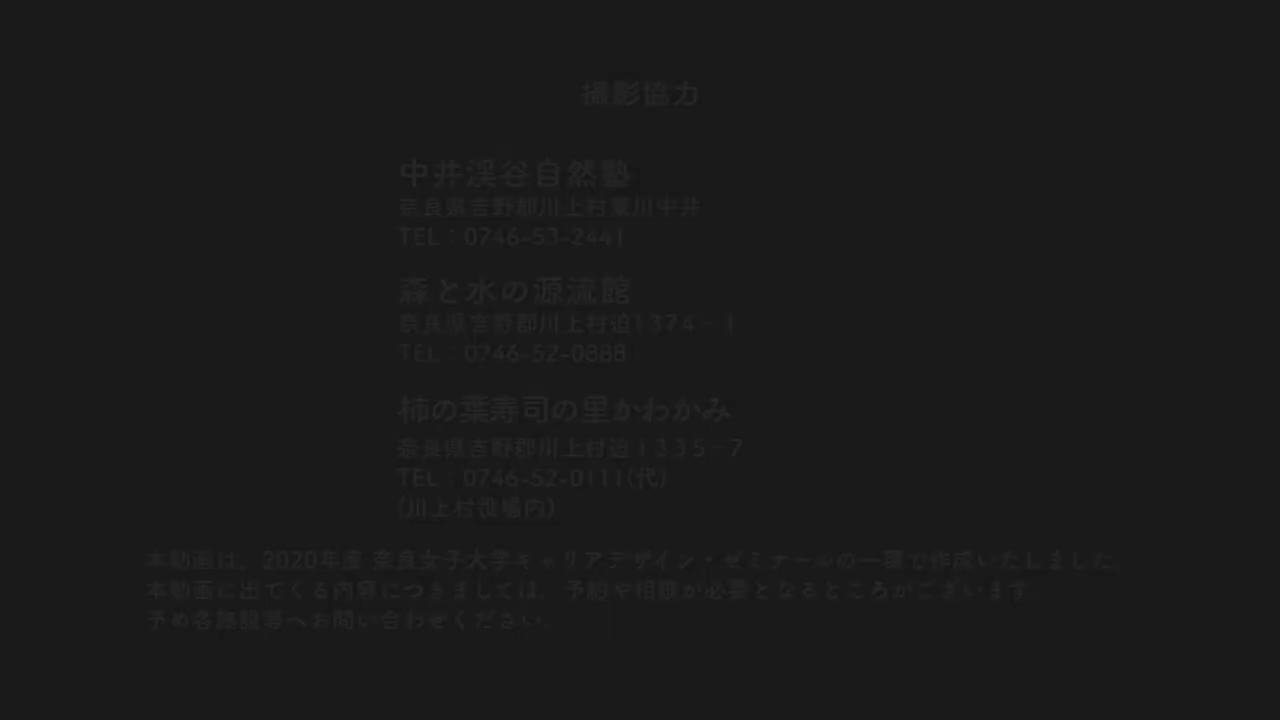 撮影協力
中井渓谷自然塾
奈良県吉野郡川上村粟川中井
TEL：0746-53-2441
森と水の源流館
奈良県吉野郡川上村迫1374－1
TEL：0746-52-0888
柿の葉寿司の里かわかみ
奈良県吉野郡川上村迫1335－7
TEL：0746-52-0111(代)
(川上村役場内)
本動画は、2020年度 奈良女子大学キャリアデザイン・ゼミナールの一環で作成いたしました。
本動画に出てくる内容につきましては、予約や相談が必要となるところがございます。
予め各施設等へお問い合わせください。